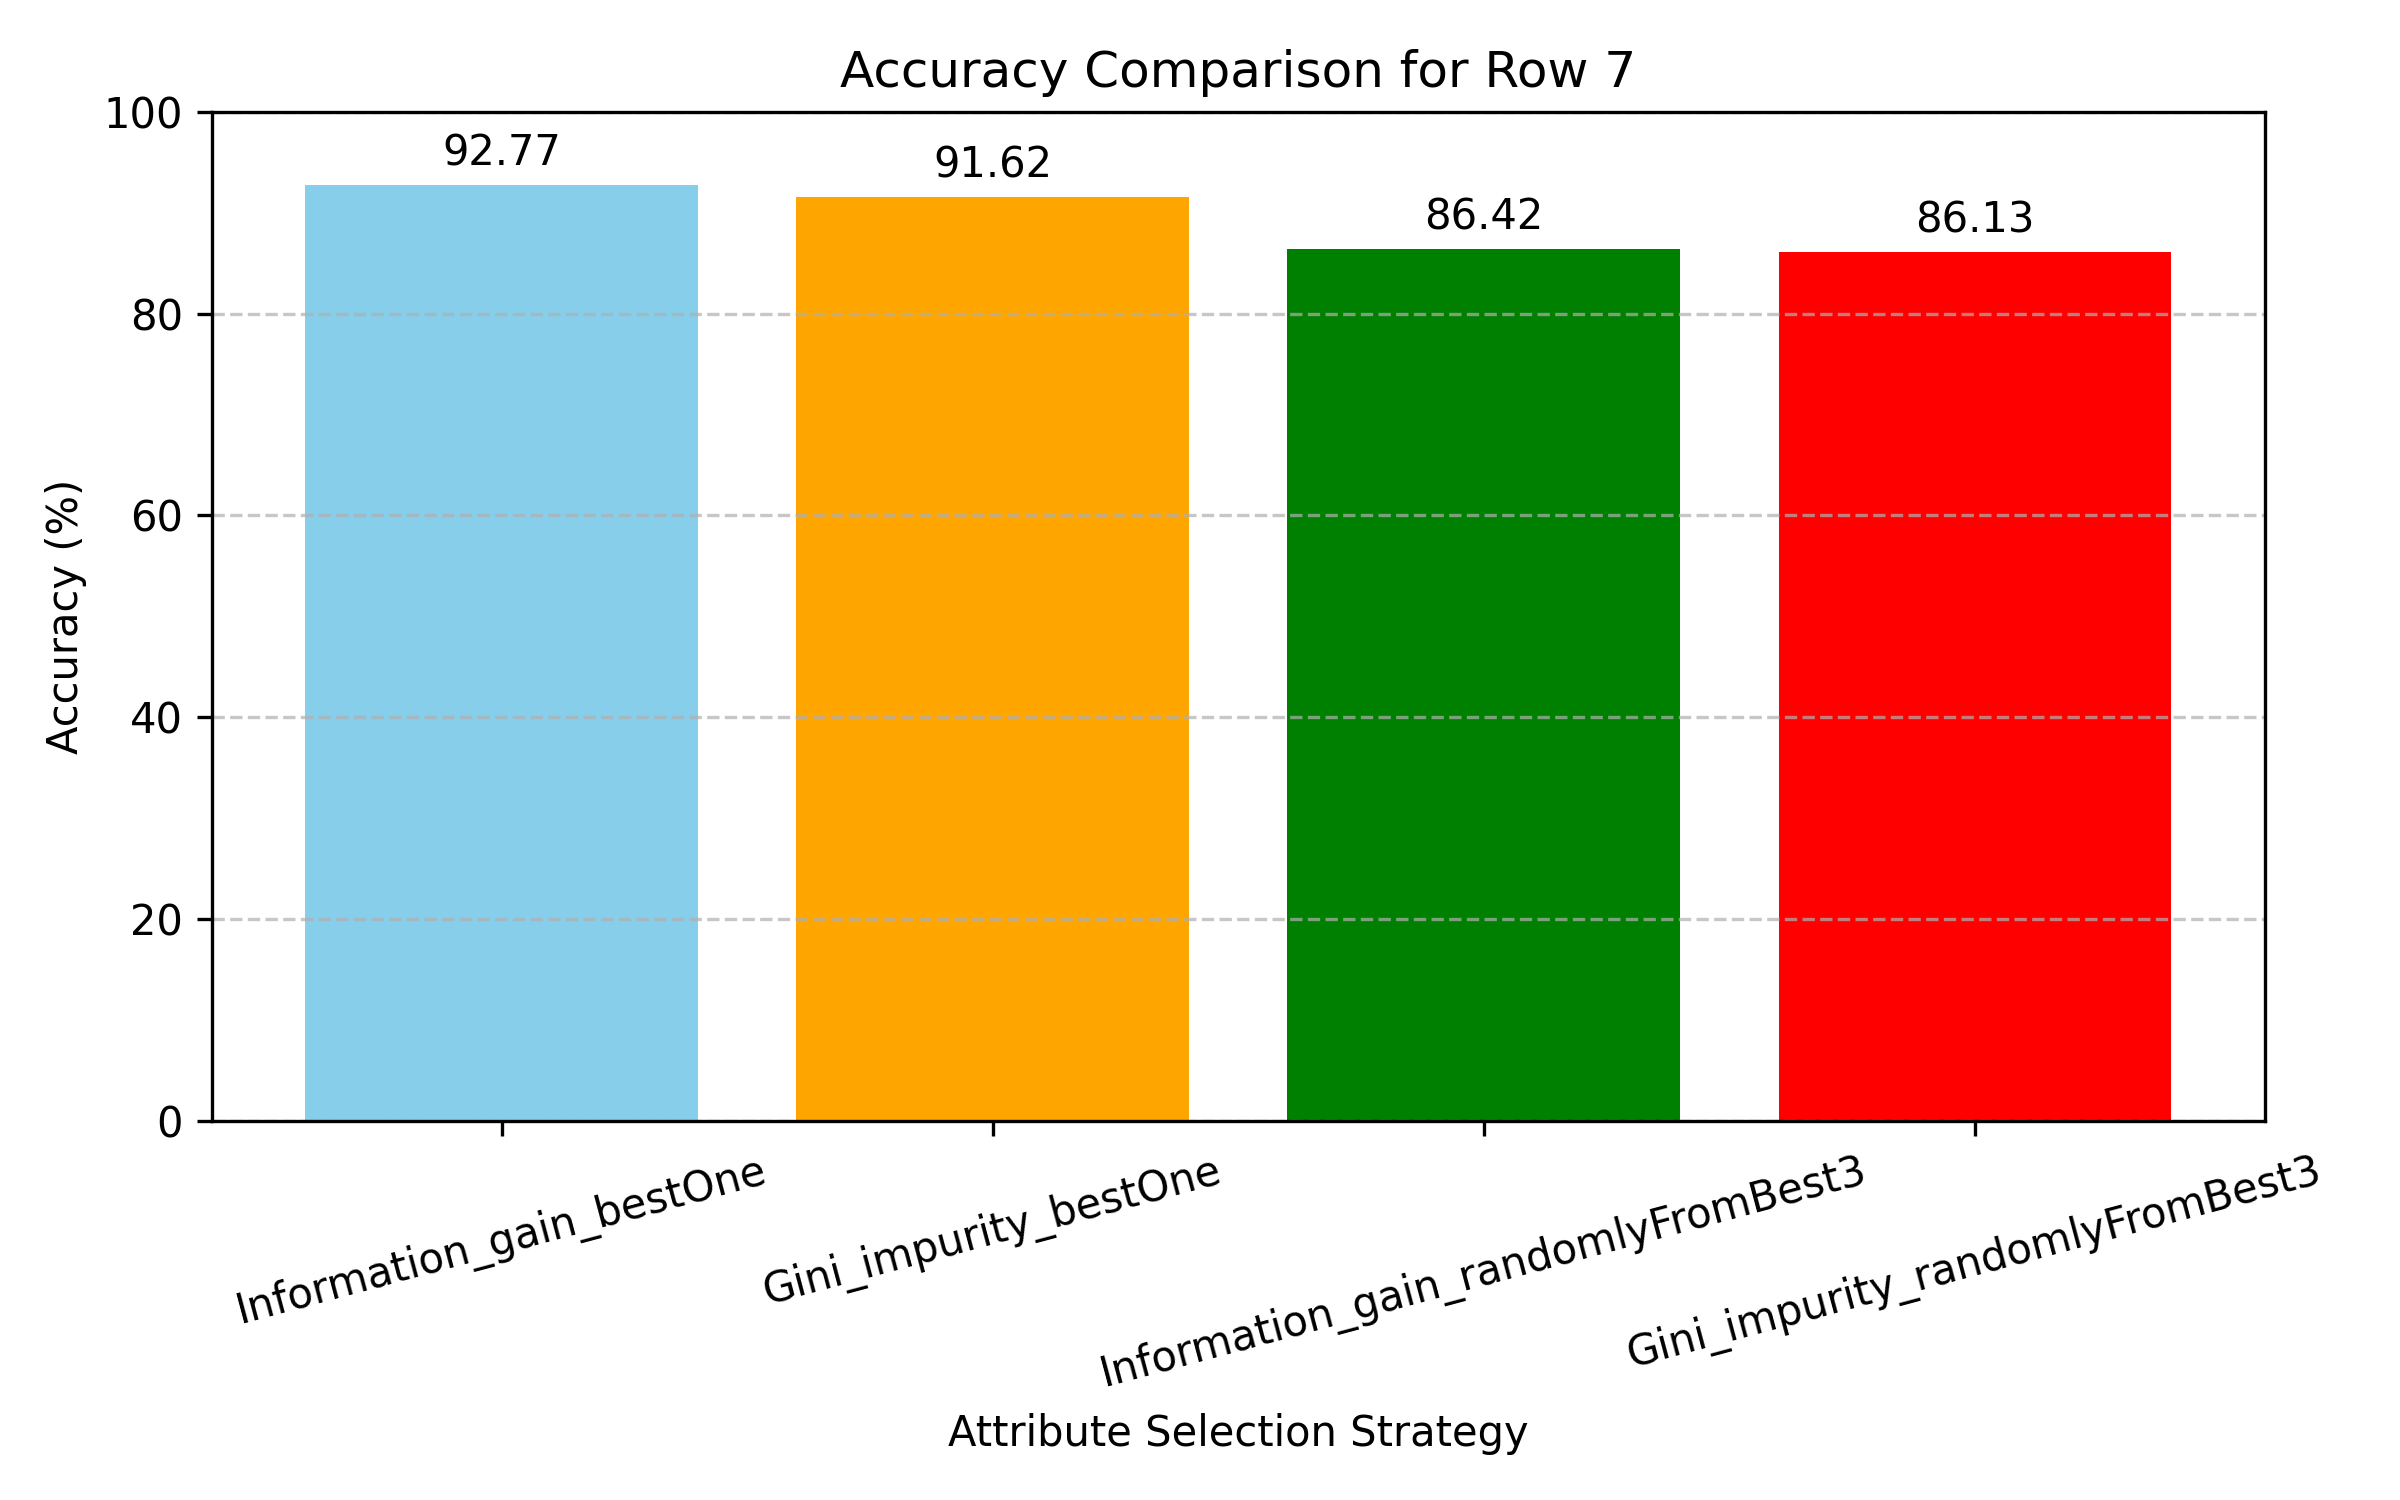 Accuracy Comparison for Row 7
Accuracy (%)
100
80
60
40
20
0
92.77
91.62
86.42
86.13
Information_gain_bestOne
Gini_impurity_bestOne
Information_gain_randomlyFromBest3
Gini_impurity_randomlyFromBest3
Attribute Selection Strategy